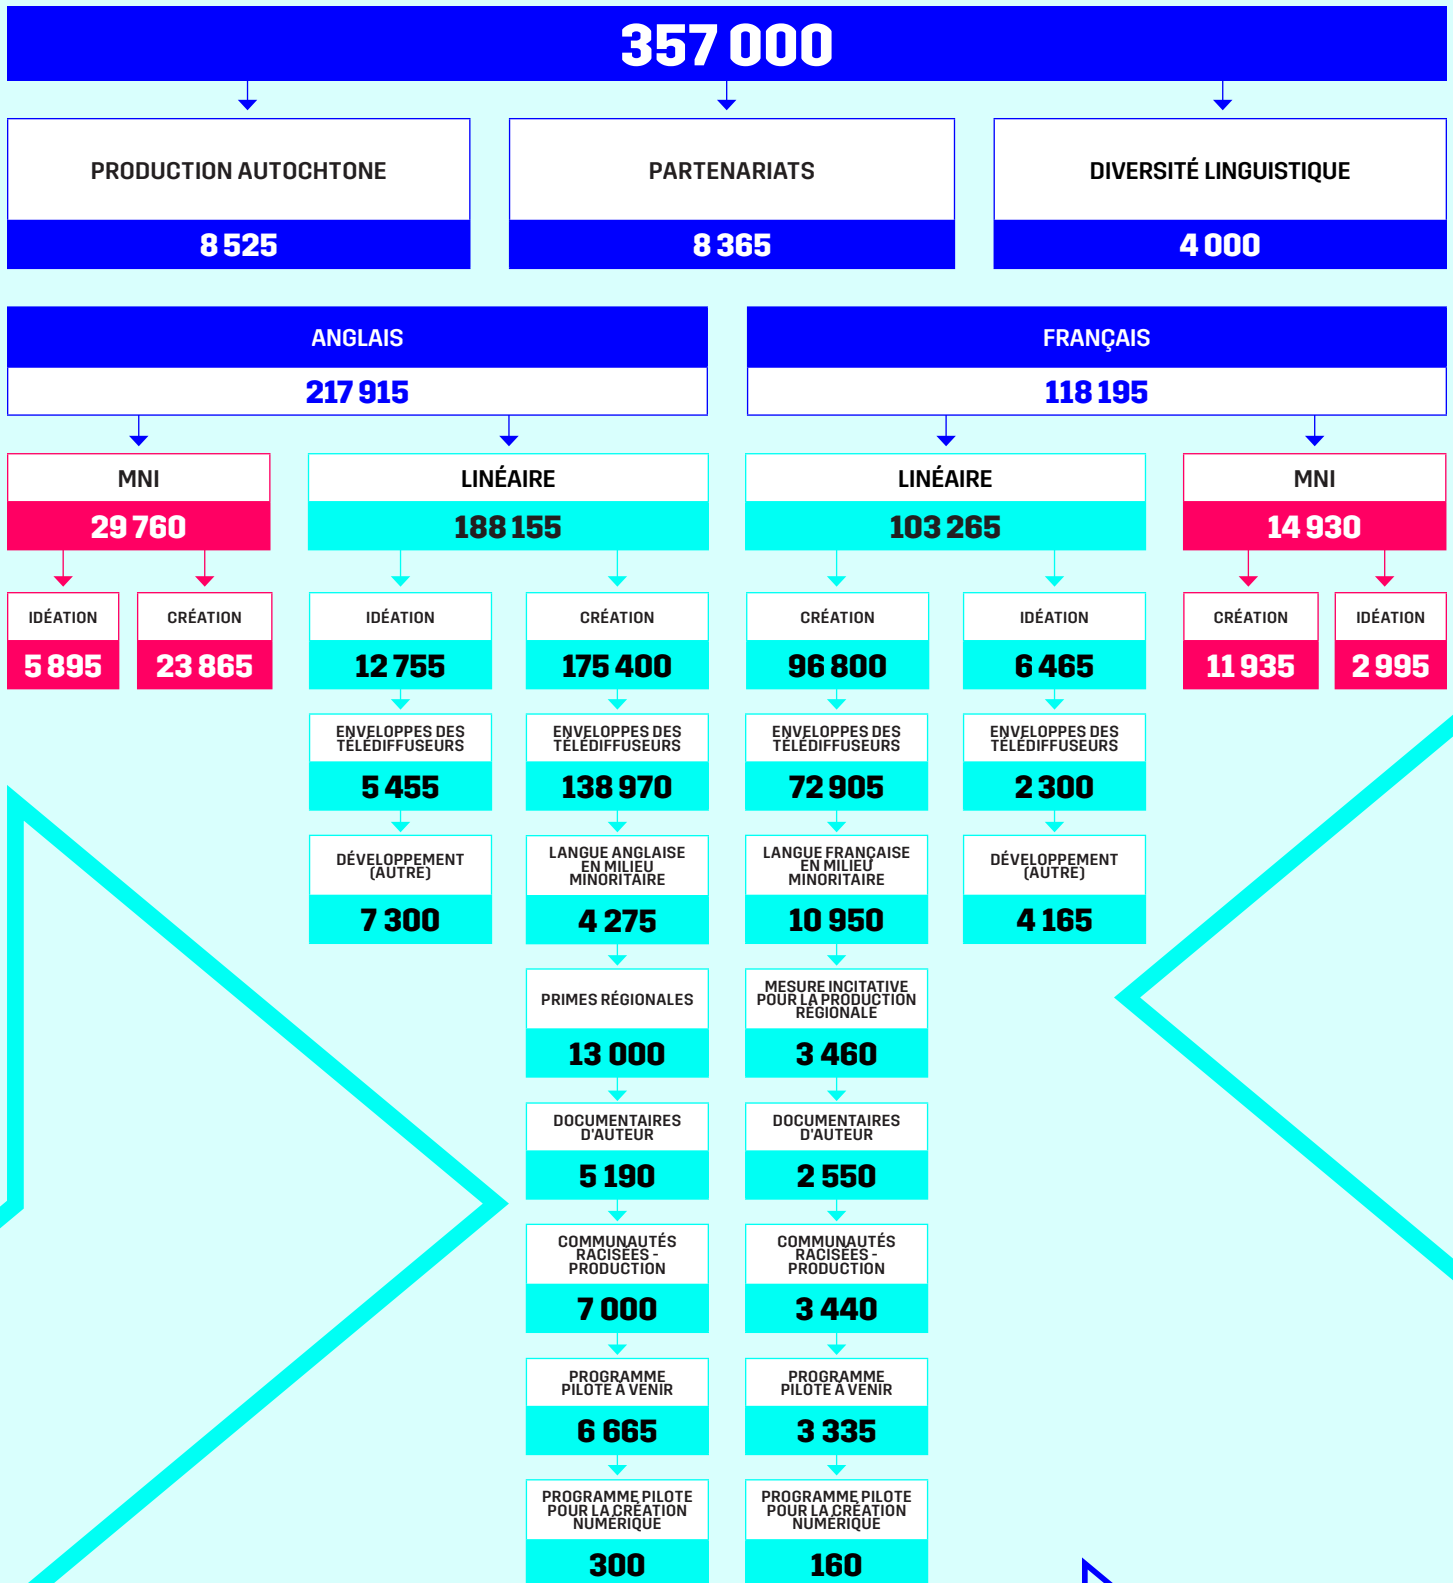 357 000
PRODUCTION AUTOCHTONE
8 525
PARTENARIATS
8 365
DIVERSITÉ LINGUISTIQUE
4 000
ANGLAIS
217 915
FRANÇAIS
118 195
MNI
29 760
LINÉAIRE
188 155
LINÉAIRE
103 265
MNI
14 930
IDÉATION
5 895
CRÉATION
23 865
IDÉATION
12 755
ENVELOPPES DES
TÉLÉDIFFUSEURS
5 455
DÉVELOPPEMENT
(AUTRE)
7 300
CRÉATION
175 400
ENVELOPPES DES
TÉLÉDIFFUSEURS
138 970
LANGUE ANGLAISE
EN MILIEU
MINORITAIRE
4 275
PRIMES RÉGIONALES
13 000
DOCUMENTAIRES
D'AUTEUR
5 190
COMMUNAUTÉS
RACISÉES -
PRODUCTION
7 000
PROGRAMME
PILOTE À VENIR
6 665
PROGRAMME PILOTE
POUR LA CRÉATION
NUMÉRIQUE
300
CRÉATION
96 800
ENVELOPPES DES
TÉLÉDIFFUSEURS
72 905
LANGUE FRANÇAISE
EN MILIEU
MINORITAIRE
10 950
MESURE INCITATIVE
POUR LA PRODUCTION
RÉGIONALE
3 460
DOCUMENTAIRES
D'AUTEUR
2 550
COMMUNAUTÉS
RACISÉES -
PRODUCTION
3 440
PROGRAMME
PILOTE À VENIR
3 335
PROGRAMME PILOTE
POUR LA CRÉATION
NUMÉRIQUE
160
IDÉATION
6 465
ENVELOPPES DES
TÉLÉDIFFUSEURS
2 300
DÉVELOPPEMENT
(AUTRE)
4 165
CRÉATION
11 935
IDÉATION
2 995